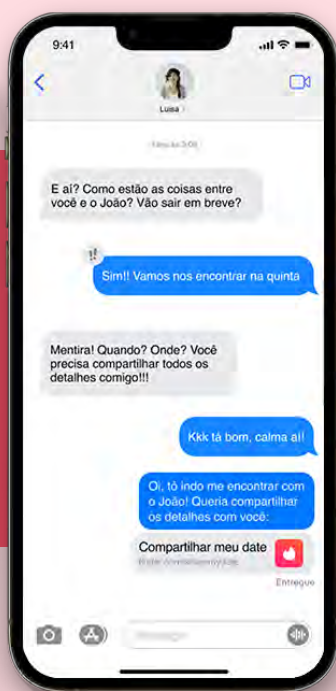 9:41
Luisa
E aí? Como estão as coisas entre
você e o João? Vão sair em breve?
!!
Sim!! Vamos nos encontrar na quinta
Mentira! Quando? Onde? Você
precisa compartilhar todos os
detalhes comigo!!!
Kkk tá bom, calma aí!
Oi, tô indo me encontrar com
o João! Queria compartilhar
os detalhes com você:
Compartilhar meu date
Entregue